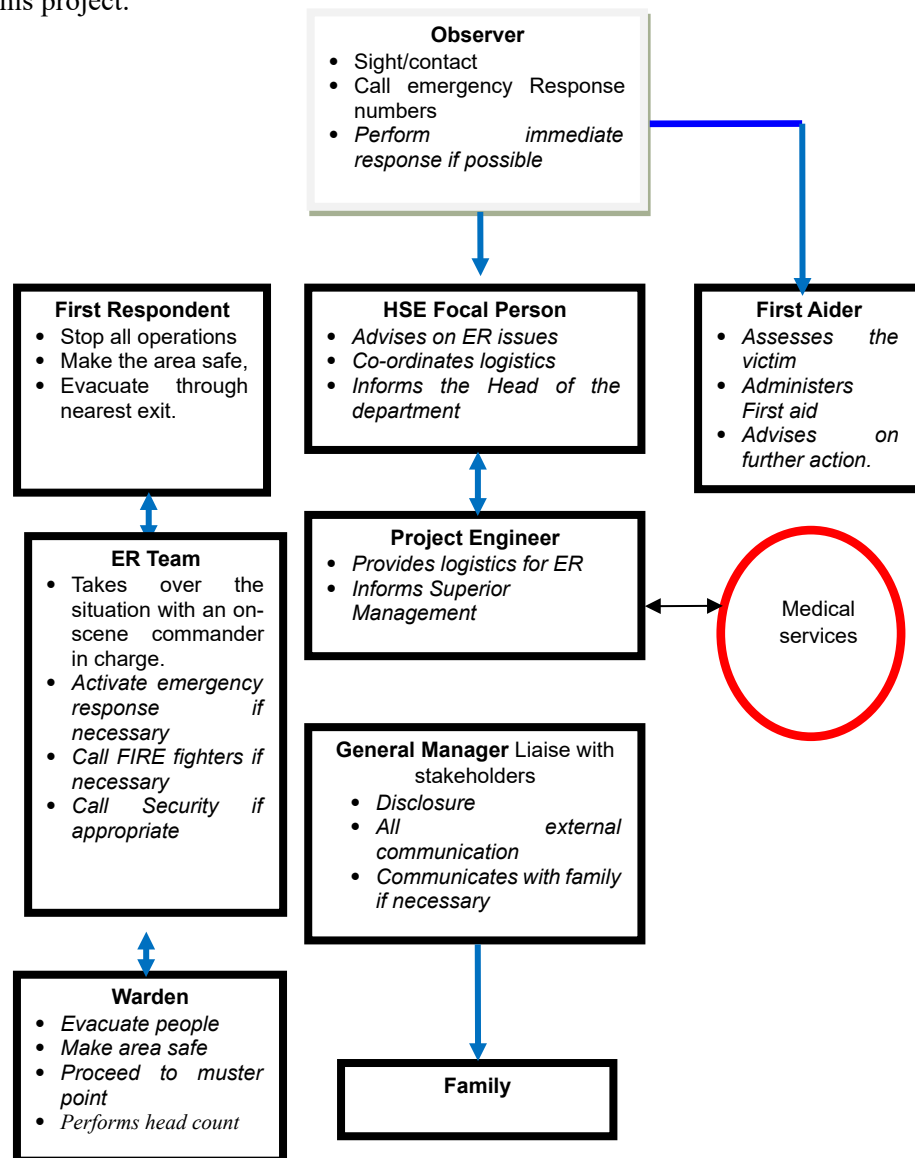 his project.
Observer
• Sight/contact
• Call emergency Response
numbers
• Perform immediate
response if possible
First Respondent
• Stop all operations
• Make the area safe,
• Evacuate through
nearest exit.
HSE Focal Person
• Advises on ER issues
• Co-ordinates logistics
• Informs the Head of the
department
First Aider
• Assesses the
victim
• Administers
First aid
• Advises on
further action.
ER Team
• Takes over the
situation with an on-
scene commander
in charge.
• Activate emergency
response if
necessary
• Call FIRE fighters if
necessary
• Call Security if
appropriate
Project Engineer
• Provides logistics for ER
• Informs Superior
Management
Medical
services
General Manager Liaise with
stakeholders
• Disclosure
• All external
communication
• Communicates with family
if necessary
Warden
• Evacuate people
• Make area safe
• Proceed to muster
point
• Performs head count
Family